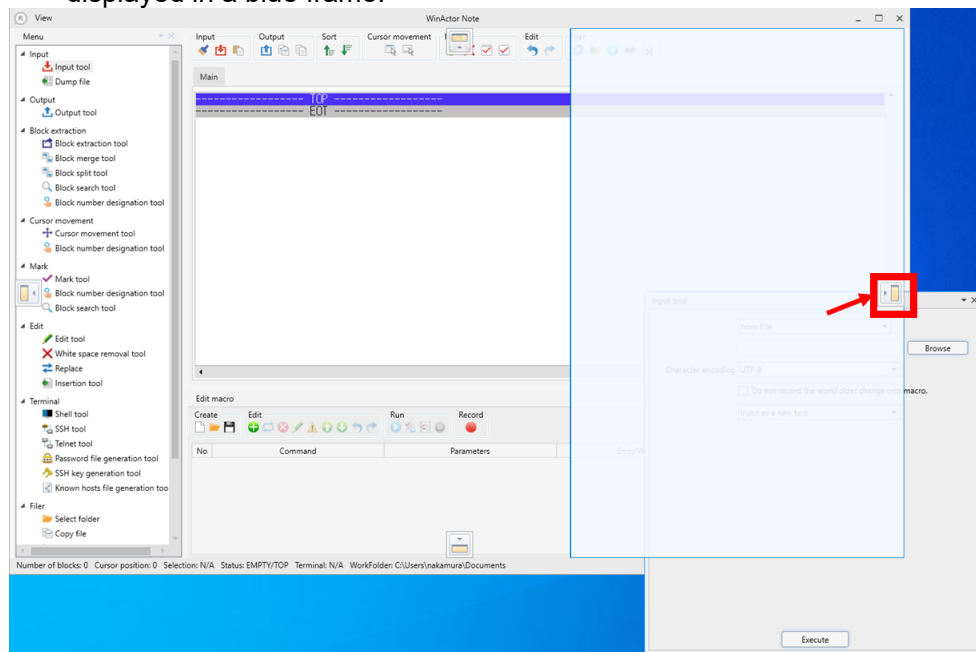 displayed in a blue frame.
View
WinActor Note
Menu
Input
Input tool
Dump file
Output
Output tool
Block extraction
Block extraction tool
Block merge tool
Block split tool
Block search tool
Block number designation tool
Cursor movement
Cursor movement tool
Block number designation tool
Mark
Mark tool
Block number designation tool
Block search tool
Edit
Edit tool
White space removal tool
Replace
Insertion tool
Terminal
Shell tool
SSH tool
Telnet tool
Password file generation tool
SSH key generation tool
Known hosts file generation too
Filer
Select folder
Copy file
Input Output Sort Cursor movement Edit
Main
------------------ TOP ------------------
------------------ EOT ------------------
Edit macro
Create Edit Run Record
No Command Parameters
Input tool
from File
Browse
Character encoding UTF-8
Do not record the workFolder change into macro.
Input as a new text
Execute
Number of blocks: 0 Cursor position: 0 Selection: N/A Status: EMPTY/TOP Terminal: N/A WorkFolder: C:\Users\nakamura\Documents